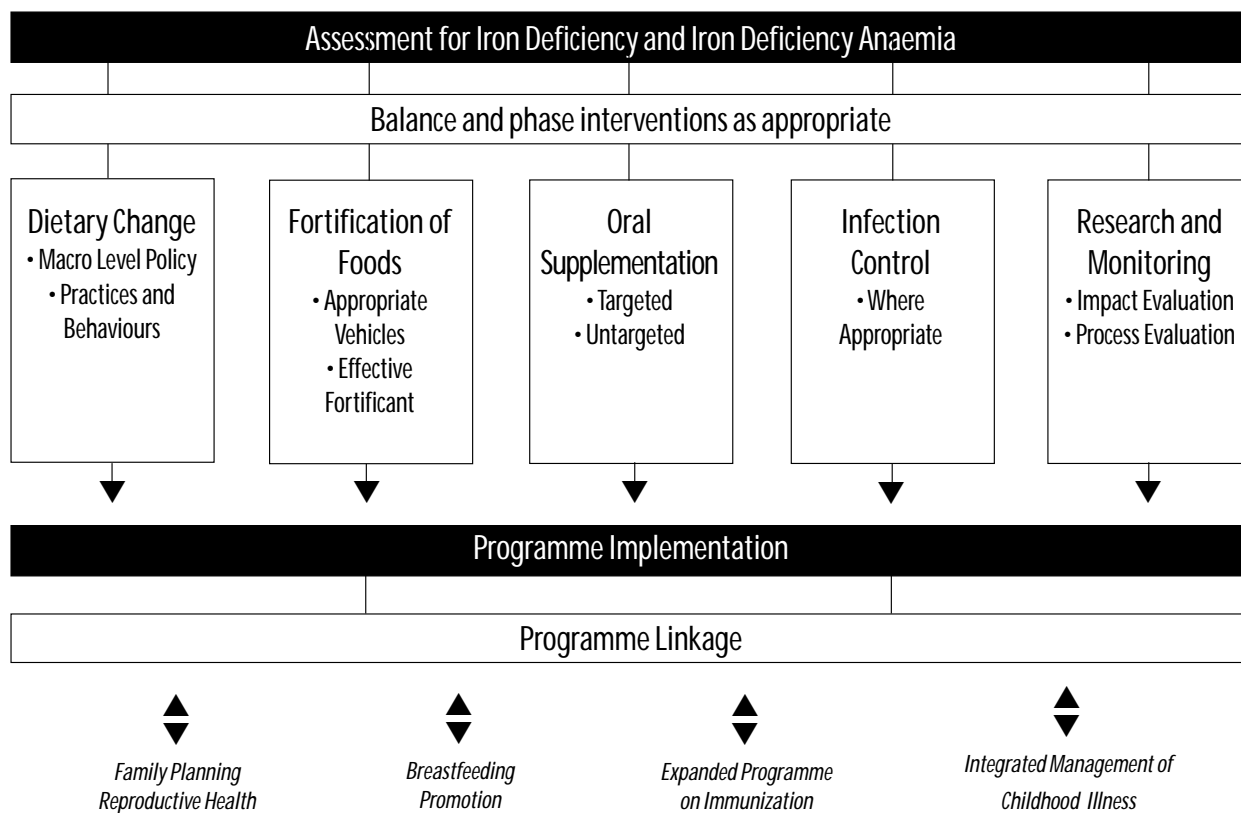 Assessment for Iron Deficiency and Iron Deficiency Anaemia
Balance and phase interventions as appropriate
Dietary Change
• Macro Level Policy
• Practices and
Behaviours
Fortification of
Foods
• Appropriate
Vehicles
• Effective
Fortificant
Oral
Supplementation
• Targeted
• Untargeted
Infection
Control
• Where
Appropriate
Research and
Monitoring
• Impact Evaluation
• Process Evaluation
Programme Implementation
Programme Linkage
Family Planning
Reproductive Health
Breastfeeding
Promotion
Expanded Programme
on Immunization
Integrated Management of
Childhood Illness